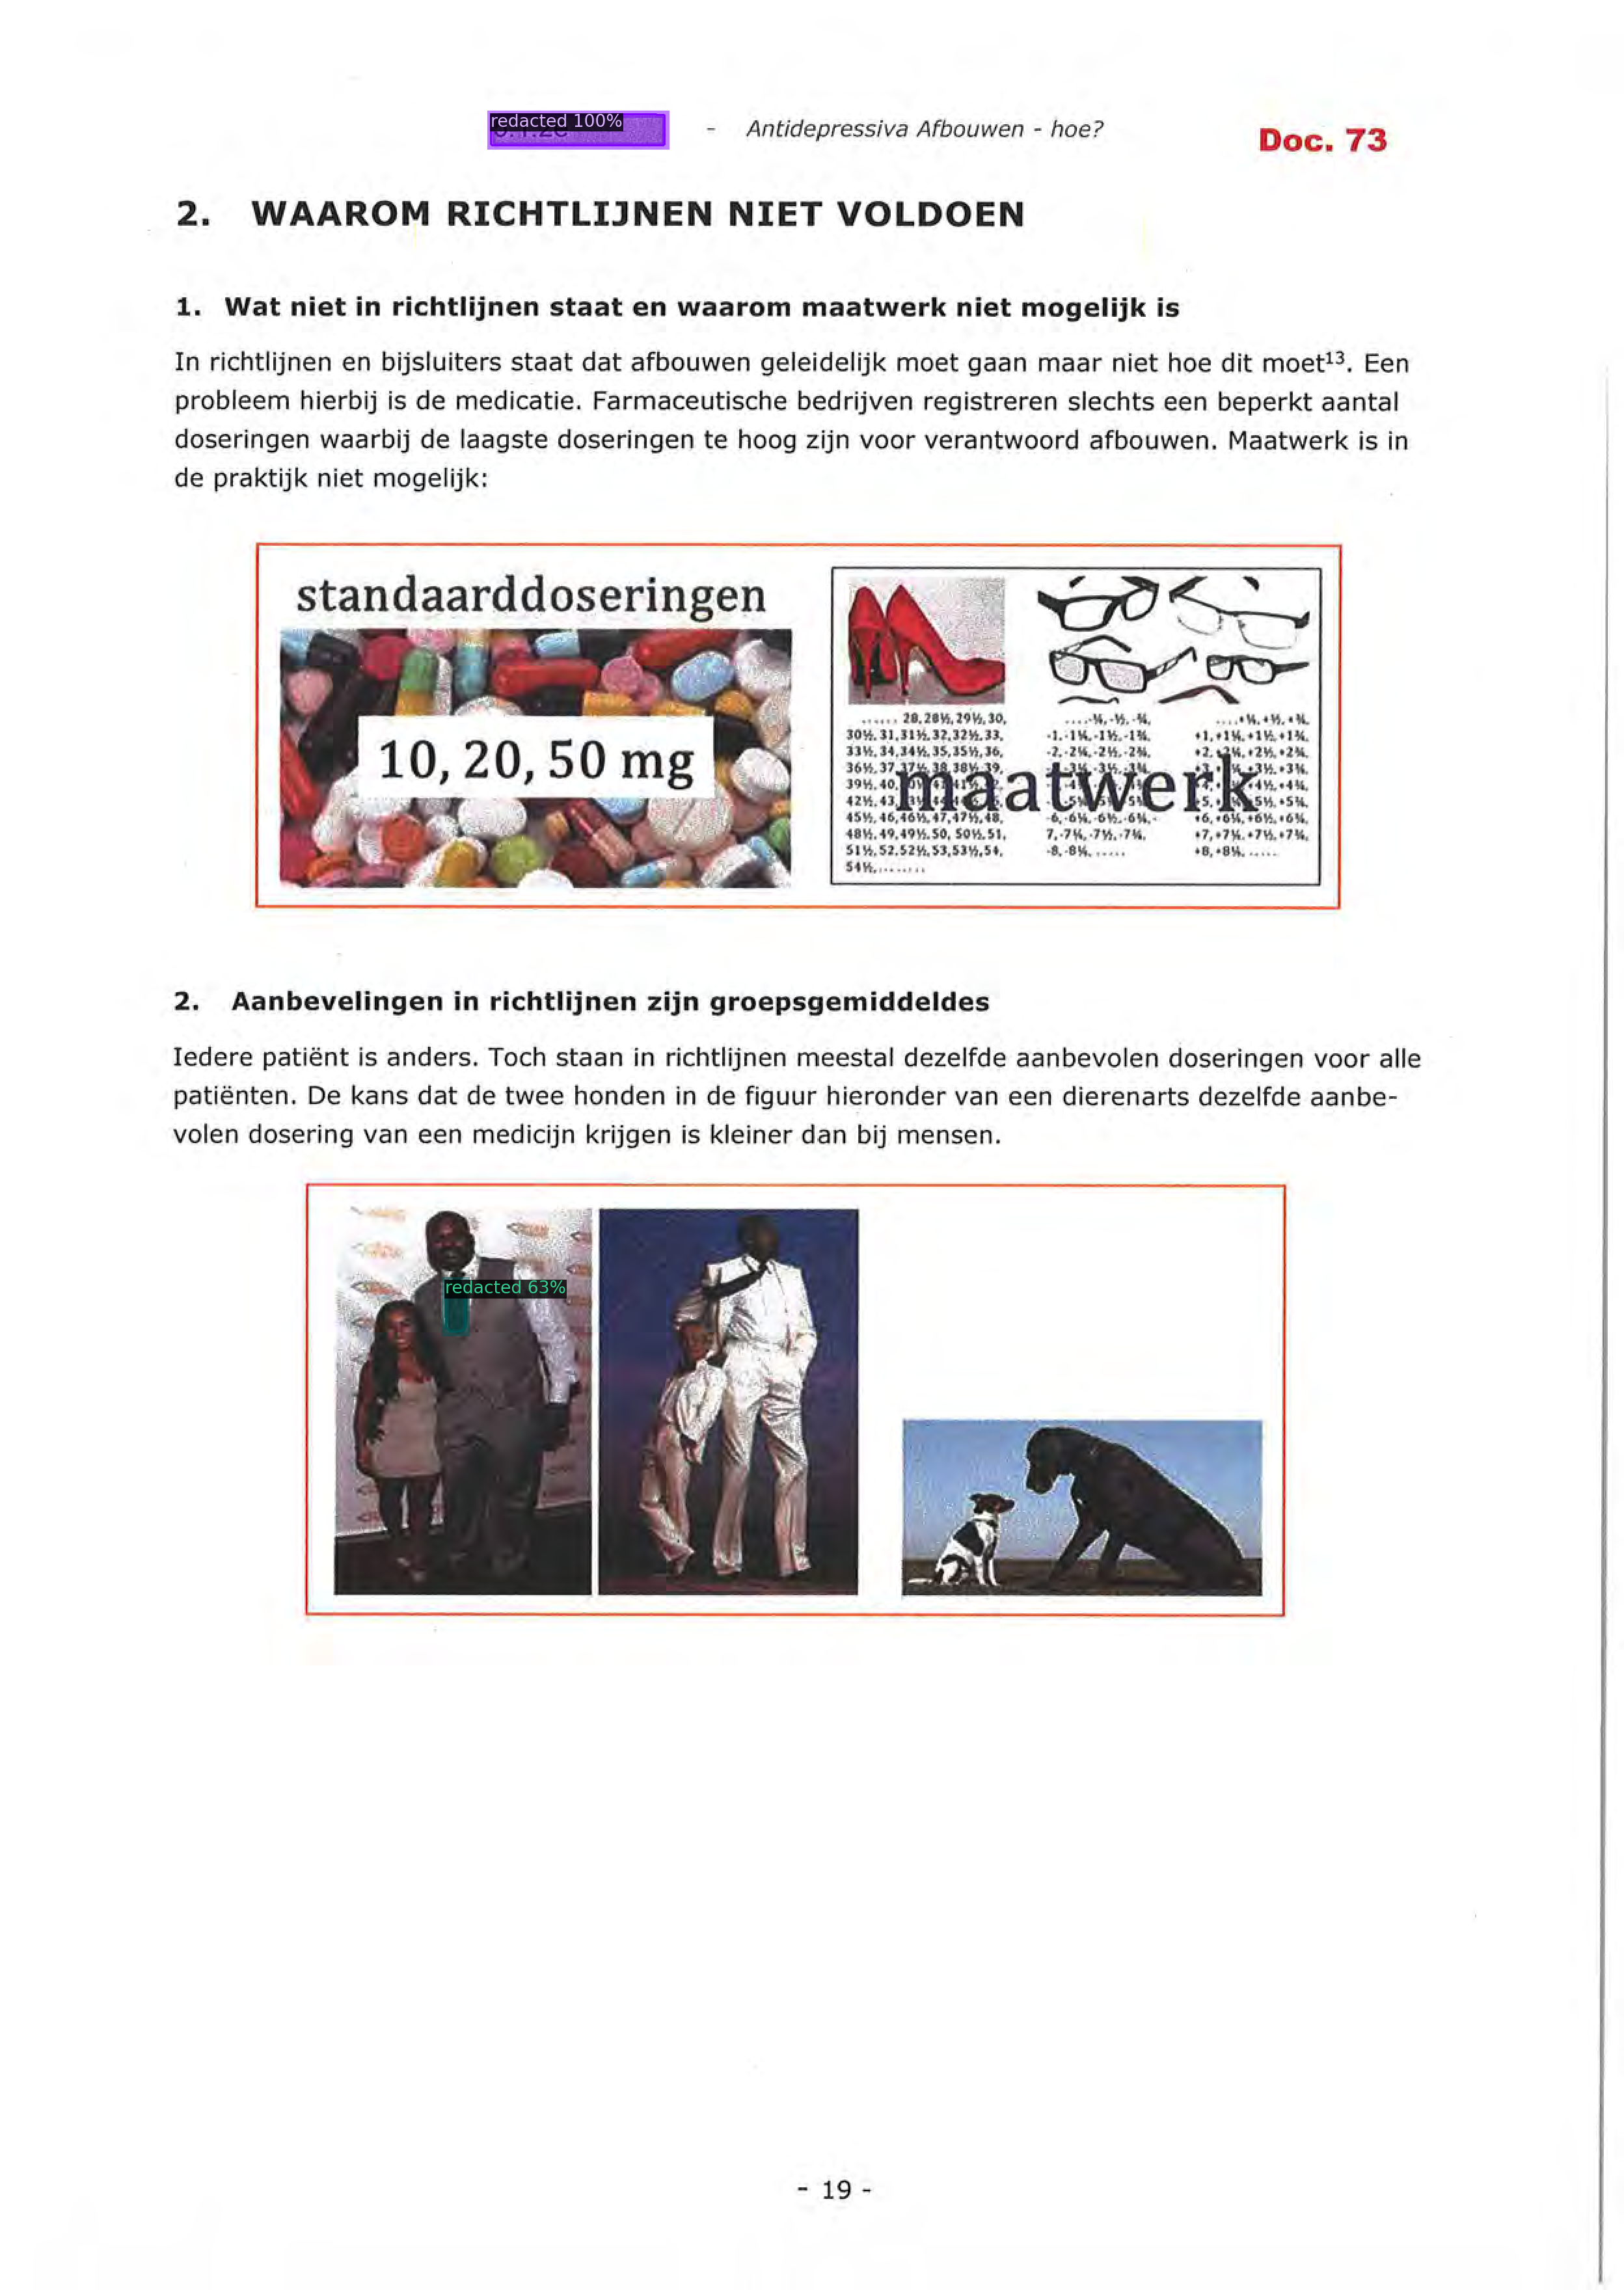 redacted 100%
- Antidepressiva Afbouwen - hoe?
Doc. 73
2. WAAROM RICHTLIJNEN NIET VOLDOEN
1. Wat niet in richtlijnen staat en waarom maatwerk niet mogelijk is
In richtlijnen en bijsluiters staat dat afbouwen geleidelijk moet gaan maar niet hoe dit moet¹³. Een
probleem hierbij is de medicatie. Farmaceutische bedrijven registreren slechts een beperkt aantal
doseringen waarbij de laagste doseringen te hoog zijn voor verantwoord afbouwen. Maatwerk is in
de praktijk niet mogelijk:
standaarddoseringen
10, 20, 50 mg
...... 28, 28½, 29½, 30,
30½, 31, 31½, 32, 32½, 33,
33½, 34, 34½, 35, 35½, 36,
36½, 37, 37½, 38, 38½, 39,
39½, 40,
42½, 43,
45½, 46, 46½, 47, 47½, 48,
48½, 49, 49½, 50, 50½, 51,
51½, 52, 52½, 53, 53½, 54,
54½, ........
....-¼, -½, -¾,
-1, -1¼, -1½, -1¾,
-2, -2¼, -2½, -2¾,
-6, -6¼, -6½, -6¾,
7, -7¼, -7½, -7¾,
-8, -8¼, .....
....+¼, +½, +¾,
+1, +1¼, +1½, +1¾,
+2, +2¼, +2½, +2¾,
+6, +6¼, +6½, +6¾,
+7, +7¼, +7½, +7¾,
+8, +8¼, .....
maatwerk
2. Aanbevelingen in richtlijnen zijn groepsgemiddeldes
Iedere patiënt is anders. Toch staan in richtlijnen meestal dezelfde aanbevolen doseringen voor alle
patiënten. De kans dat de twee honden in de figuur hieronder van een dierenarts dezelfde aanbe-
volen dosering van een medicijn krijgen is kleiner dan bij mensen.
redacted 63%
- 19 -